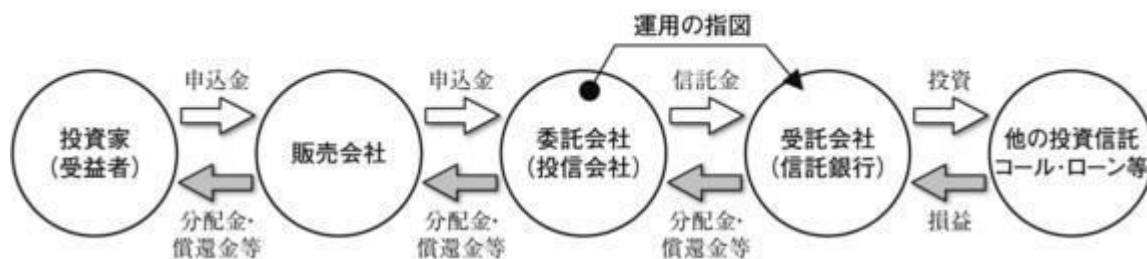 運用の指図
申込金
申込金
信託金
投資
投資家
(受益者)
販売会社
委託会社
(投信会社)
受託会社
(信託銀行)
他の投資信託
コール・ローン等
分配金・
償還金等
分配金・
償還金等
分配金・
償還金等
損益